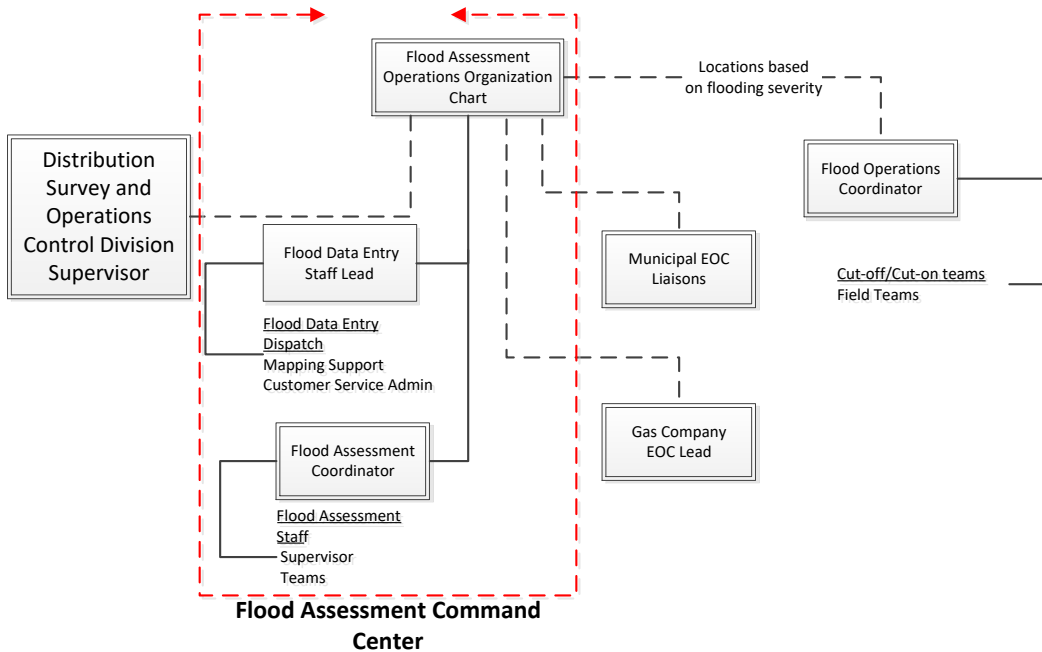 Flood Assessment
Operations Organization
Chart
Locations based
on flooding severity
Distribution
Survey and
Operations
Control Division
Supervisor
Flood Operations
Coordinator
Flood Data Entry
Staff Lead
Municipal EOC
Liaisons
Cut-off/Cut-on teams
Field Teams
Flood Data Entry
Dispatch
Mapping Support
Customer Service Admin
Gas Company
EOC Lead
Flood Assessment
Coordinator
Flood Assessment
Staff
Supervisor
Teams
Flood Assessment Command
Center